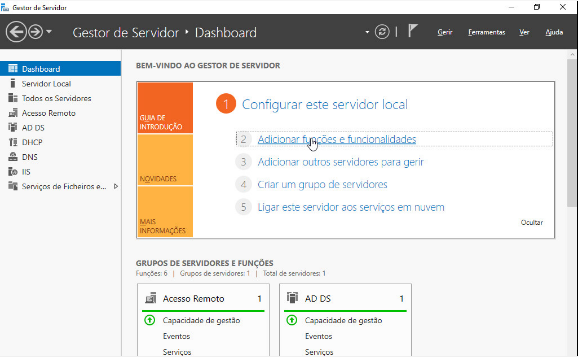 Gestor de Servidor
Gestor de Servidor ‣ Dashboard
Gerir Ferramentas Ver Ajuda
Dashboard
Servidor Local
Todos os Servidores
Acesso Remoto
AD DS
DHCP
DNS
IIS
Serviços de Ficheiros e...
BEM-VINDO AO GESTOR DE SERVIDOR
GUIA DE
INTRODUÇÃO
NOVIDADES
MAIS
INFORMAÇÕES
1 Configurar este servidor local
2 Adicionar funções e funcionalidades
3 Adicionar outros servidores para gerir
4 Criar um grupo de servidores
5 Ligar este servidor aos serviços em nuvem
Ocultar
GRUPOS DE SERVIDORES E FUNÇÕES
Funções: 6 | Grupos de servidores: 1 | Total de servidores: 1
Acesso Remoto 1
Capacidade de gestão
Eventos
Serviços
AD DS 1
Capacidade de gestão
Eventos
Serviços